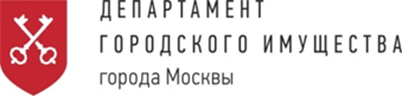 ДЕПАРТАМЕНТ
ГОРОДСКОГО ИМУЩЕСТВА
города Москвы